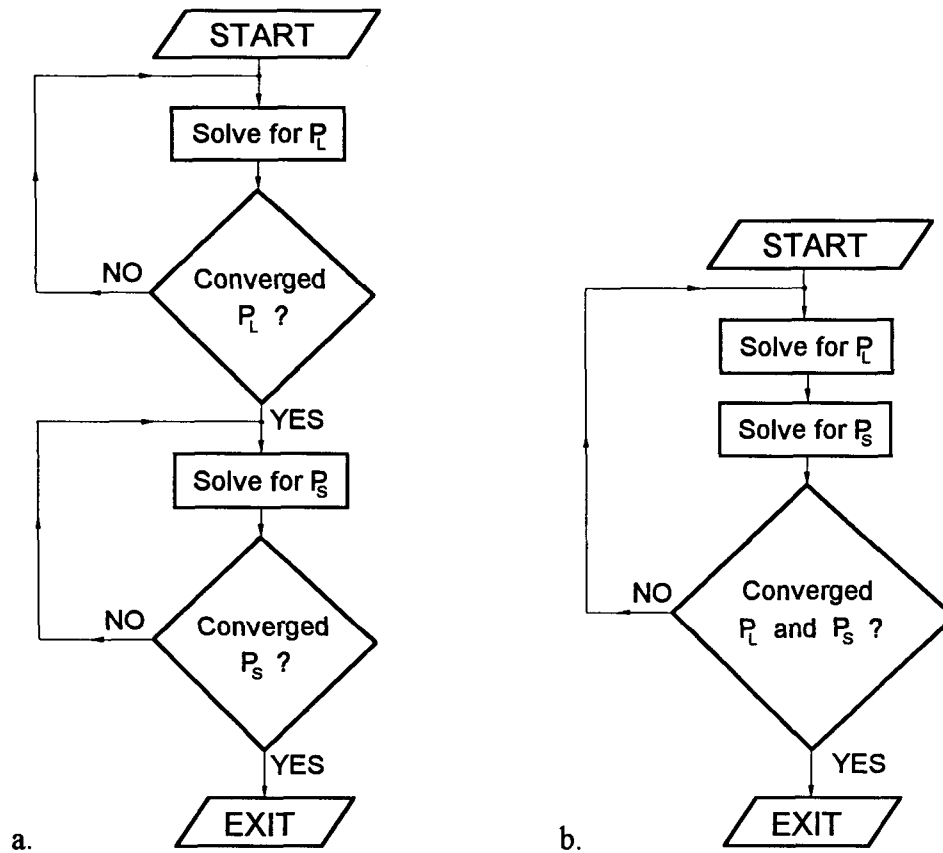 START
Solve for PL
NO
Converged
PL ?
YES
Solve for PS
NO
Converged
PS ?
YES
EXIT
a.
START
Solve for PL
Solve for PS
NO
Converged
PL and PS ?
YES
EXIT
b.